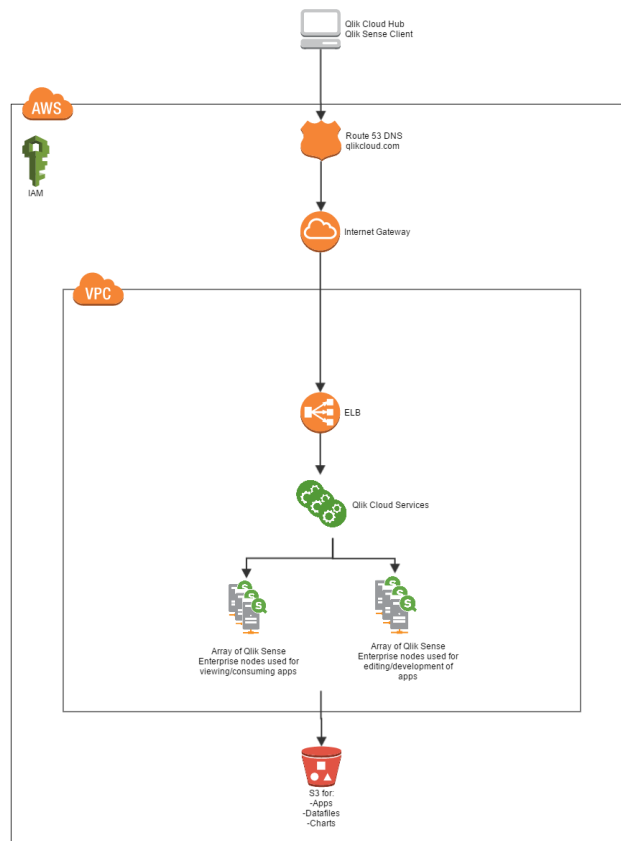 Qlik Cloud Hub
Qlik Sense Client
AWS
Route 53 DNS
qlikcloud.com
IAM
Internet Gateway
VPC
ELB
Qlik Cloud Services
S
S
S
S
S
S
Array of Qlik Sense
Enterprise nodes used for
viewing/consuming apps
Array of Qlik Sense
Enterprise nodes used for
editing/development of
apps
S3 for:
-Apps
-Datafiles
-Charts